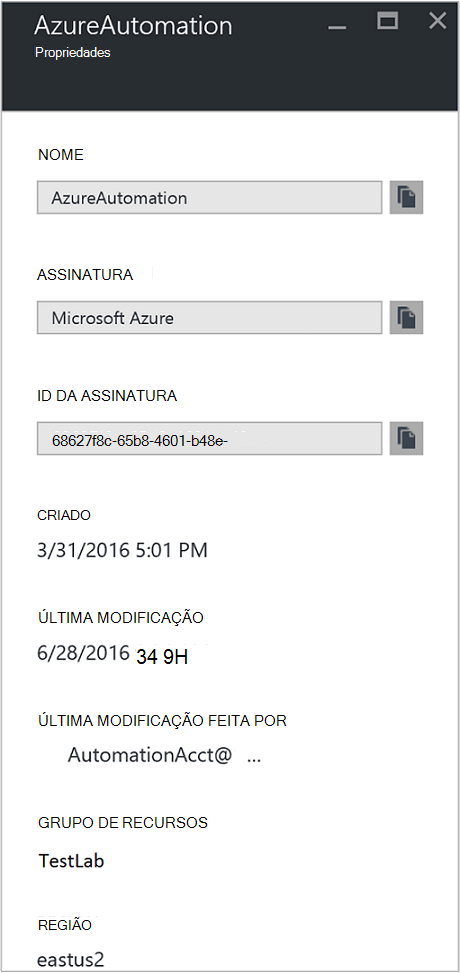 AzureAutomation
Propriedades
NOME
AzureAutomation
ASSINATURA
Microsoft Azure
ID DA ASSINATURA
68627f8c-65b8-4601-b48e-
CRIADO
3/31/2016 5:01 PM
ÚLTIMA MODIFICAÇÃO
6/28/2016 34 9H
ÚLTIMA MODIFICAÇÃO FEITA POR
AutomationAcct@ ...
GRUPO DE RECURSOS
TestLab
REGIÃO
eastus2